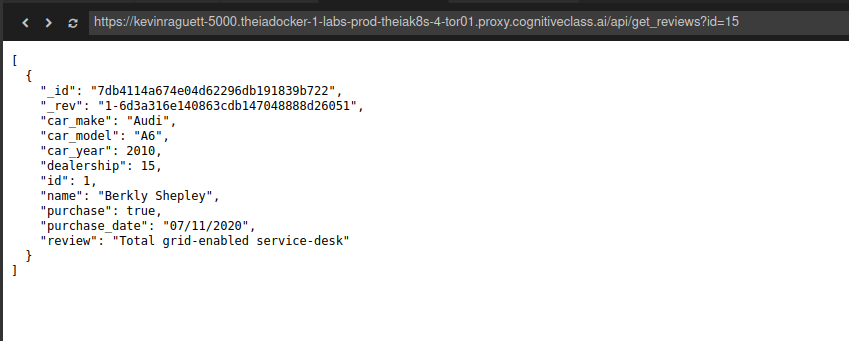 https://kevinraguett-5000.theiadocker-1-labs-prod-theiak8s-4-tor01.proxy.cognitiveclass.ai/api/get_reviews?id=15
[
  {
    "_id": "7db4114a674e04d62296db191839b722",
    "_rev": "1-6d3a316e140863cdb147048888d26051",
    "car_make": "Audi",
    "car_model": "A6",
    "car_year": 2010,
    "dealership": 15,
    "id": 1,
    "name": "Berkly Shepley",
    "purchase": true,
    "purchase_date": "07/11/2020",
    "review": "Total grid-enabled service-desk"
  }
]